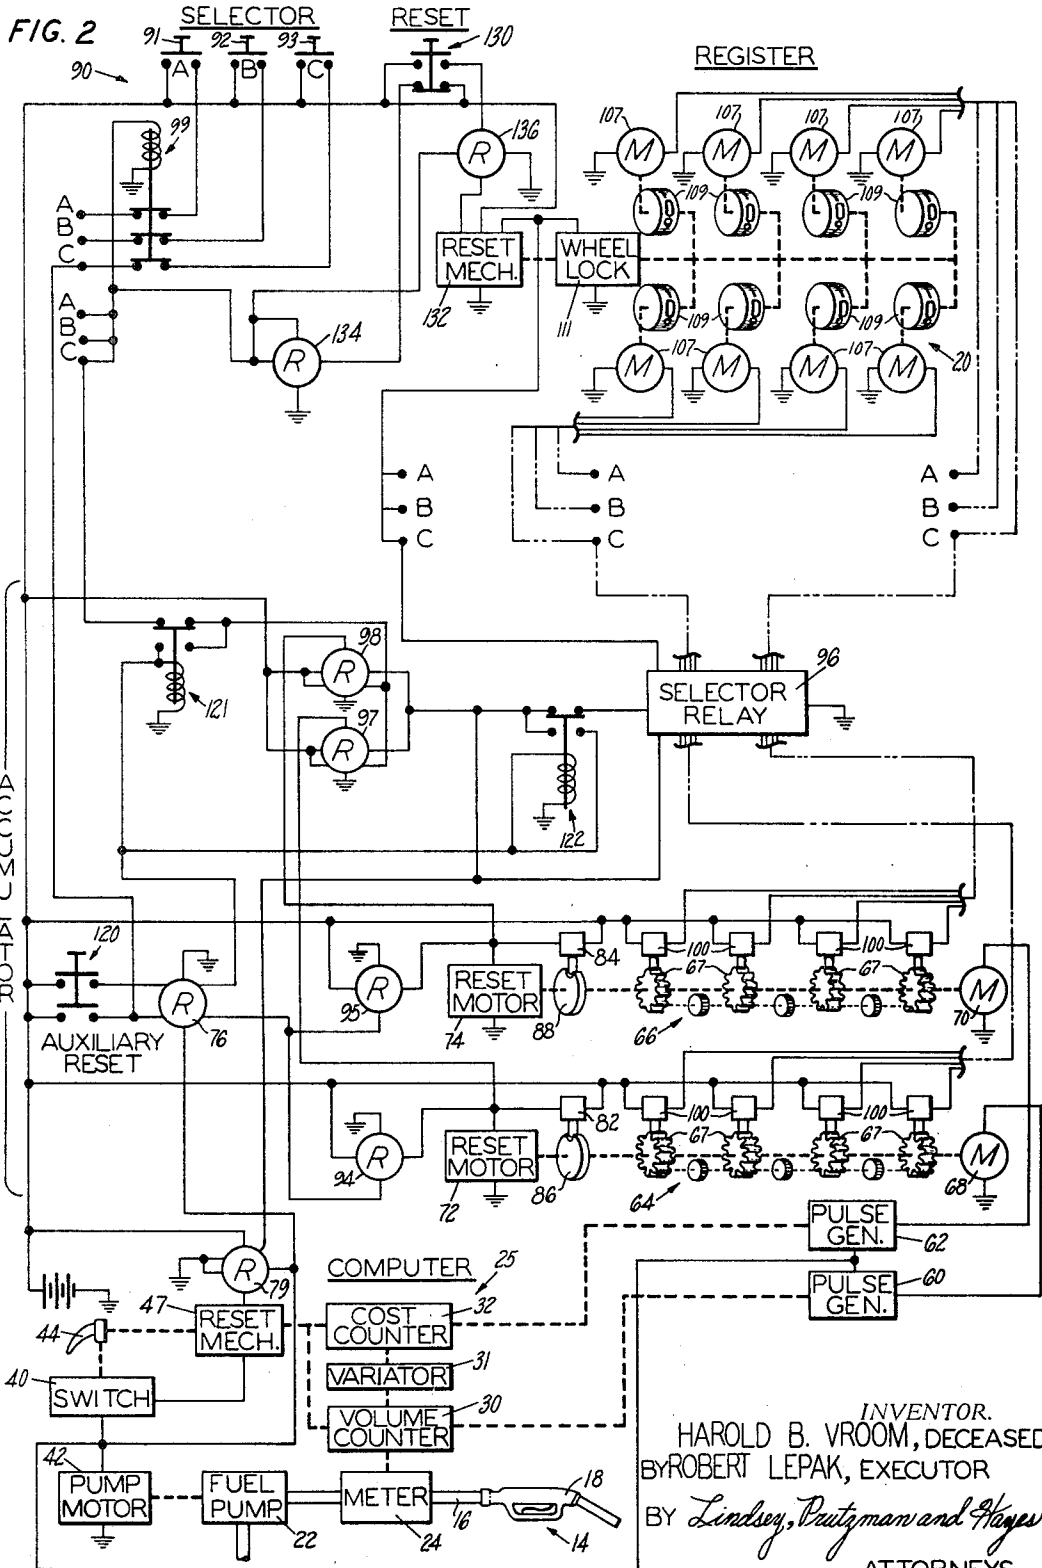 FIG. 2
SELECTOR
RESET
91
92
93
130
90
A
B
C
REGISTER
99
136
107
107
107
107
R
M
M
M
M
109
109
A
B
C
RESET
MECH.
WHEEL
LOCK
132
111
A
B
C
134
R
109
109
107
107
M
M
M
M
20
A
B
C
A
B
C
A
B
C
98
R
97
R
121
122
96
SELECTOR
RELAY
ACCUMULATOR
120
AUXILIARY
RESET
R
76
R
95
RESET
MOTOR
74
84
88
100
100
67
67
66
M
70
R
94
RESET
MOTOR
72
82
86
100
100
67
67
64
M
68
PULSE
GEN.
62
PULSE
GEN.
60
R
79
COMPUTER
25
47
RESET
MECH.
COST
COUNTER
32
44
VARIATOR
31
40
SWITCH
VOLUME
COUNTER
30
42
PUMP
MOTOR
FUEL
PUMP
22
METER
24
16
18
14
INVENTOR.
HAROLD B. VROOM, DECEASED
BY ROBERT LEPAK, EXECUTOR
BY Lindsey, Prutzman and Hayes
ATTORNEYS